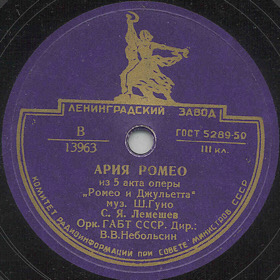 ЛЕНИНГРАДСКИЙ ЗАВОД
В
13963
ГОСТ 5289-50
III кл.
АРИЯ РОМЕО
из 5 акта оперы
„Ромео и Джульетта“
муз. Ш.Гуно
С. Я. Лемешев
Орк. ГАБТ СССР. Дир.:
В.В.Небольсин
КОМИТЕТ РАДИОИНФОРМАЦИИ ПРИ СОВЕТЕ МИНИСТРОВ СССР